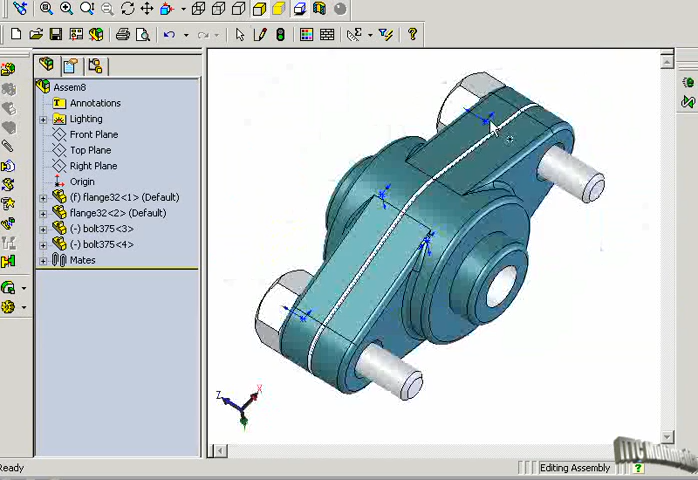 Assem8
Annotations
Lighting
Front Plane
Top Plane
Right Plane
Origin
(f) flange32<1> (Default)
flange32<2> (Default)
(-) bolt375<3>
(-) bolt375<4>
Mates
X
Z
Ready
Editing Assembly